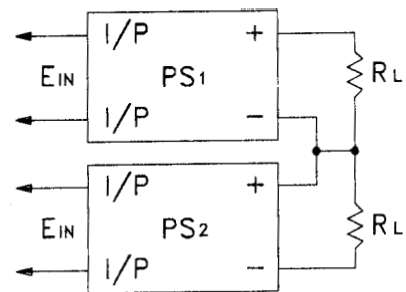 I/P +
EIN PS1 RL
I/P −
I/P +
EIN PS2 RL
I/P −